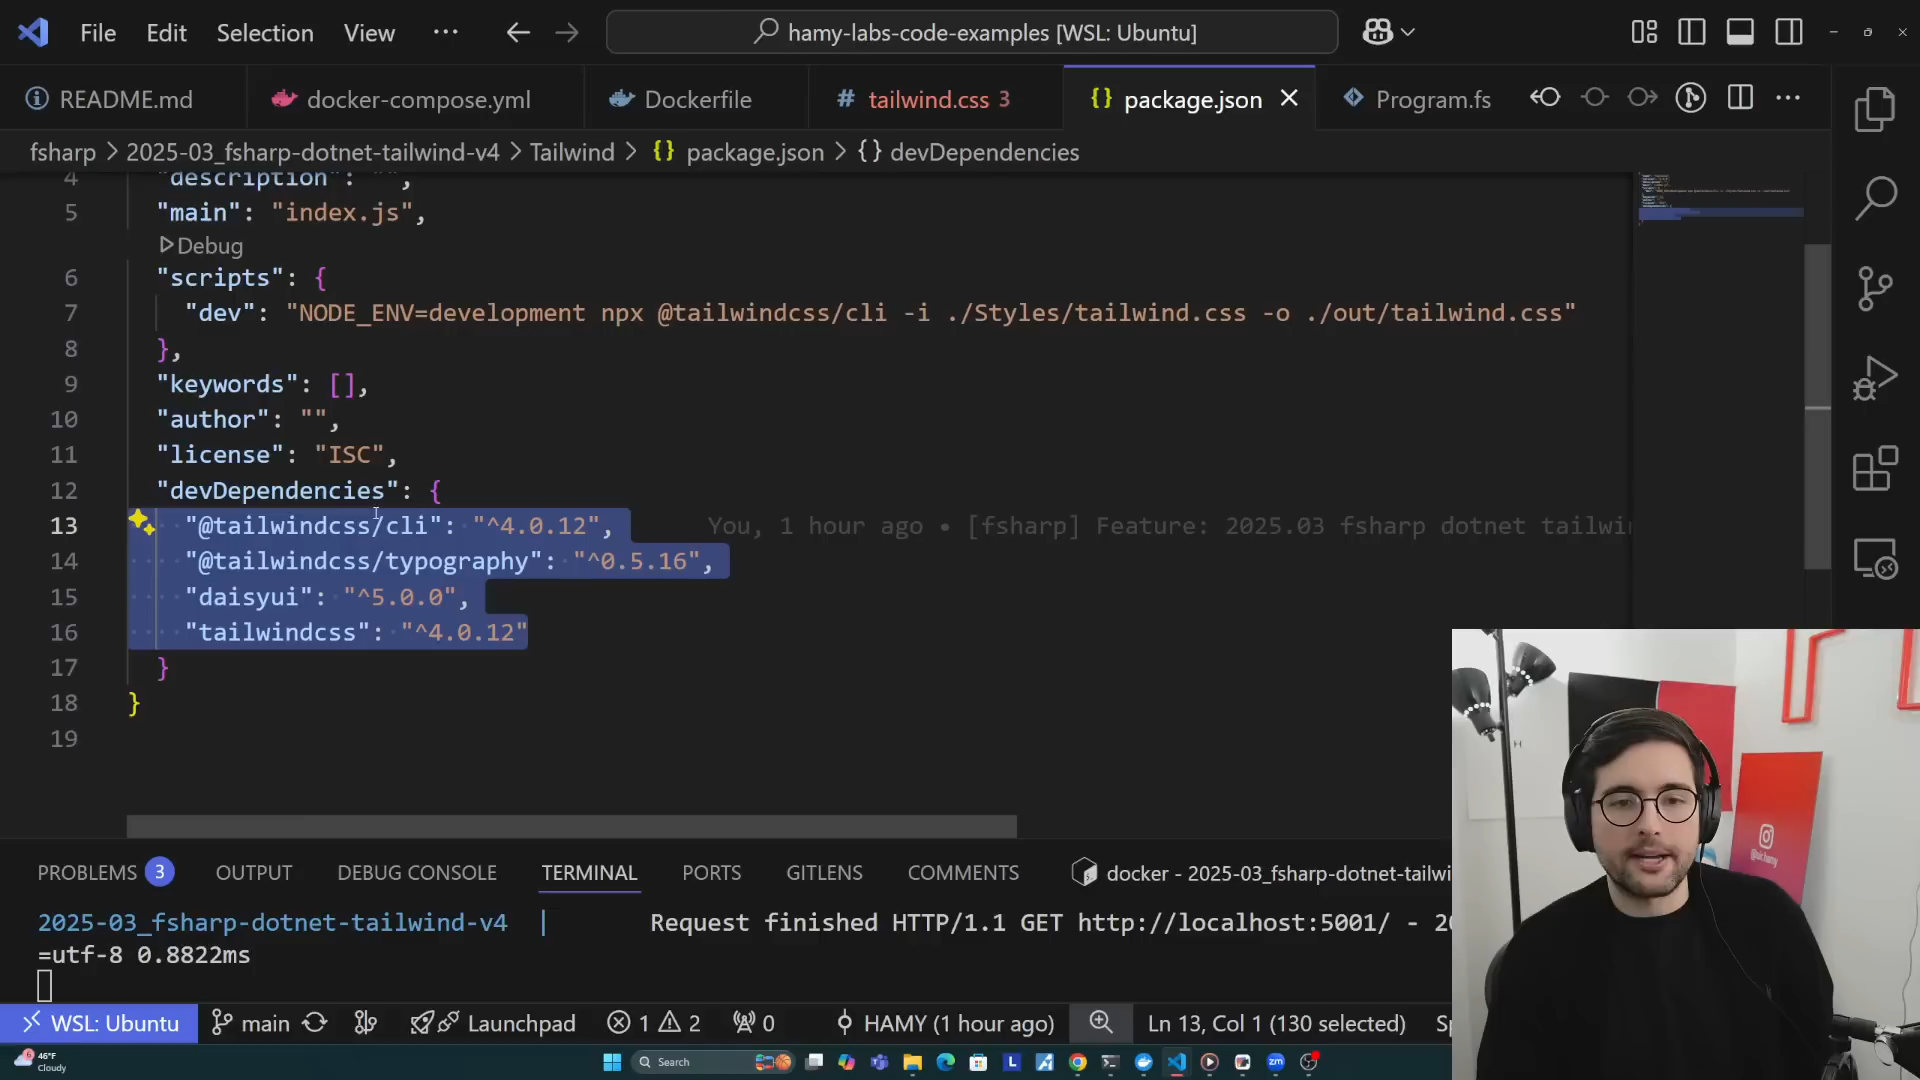 File Edit Selection View ··· hamy-labs-code-examples [WSL: Ubuntu]
README.md docker-compose.yml Dockerfile # tailwind.css 3 {} package.json Program.fs ···
fsharp > 2025-03_fsharp-dotnet-tailwind-v4 > Tailwind > {} package.json > {} devDependencies
4 "description": "",
5 "main": "index.js",
Debug
6 "scripts": {
7 "dev": "NODE_ENV=development npx @tailwindcss/cli -i ./Styles/tailwind.css -o ./out/tailwind.css"
8 },
9 "keywords": [],
10 "author": "",
11 "license": "ISC",
12 "devDependencies": {
13 "@tailwindcss/cli": "^4.0.12", You, 1 hour ago • [fsharp] Feature: 2025.03 fsharp dotnet
14 "@tailwindcss/typography": "^0.5.16",
15 "daisyui": "^5.0.0",
16 "tailwindcss": "^4.0.12"
17 }
18 }
19
PROBLEMS 3 OUTPUT DEBUG CONSOLE TERMINAL PORTS GITLENS COMMENTS docker - 2025-03_fsharp-dotnet-tailwi
2025-03_fsharp-dotnet-tailwind-v4 | Request finished HTTP/1.1 GET http://localhost:5001/ -
=utf-8 0.8822ms
WSL: Ubuntu main Launchpad 1 2 0 HAMY (1 hour ago) Ln 13, Col 1 (130 selected)
46°F
Cloudy
Search
zm